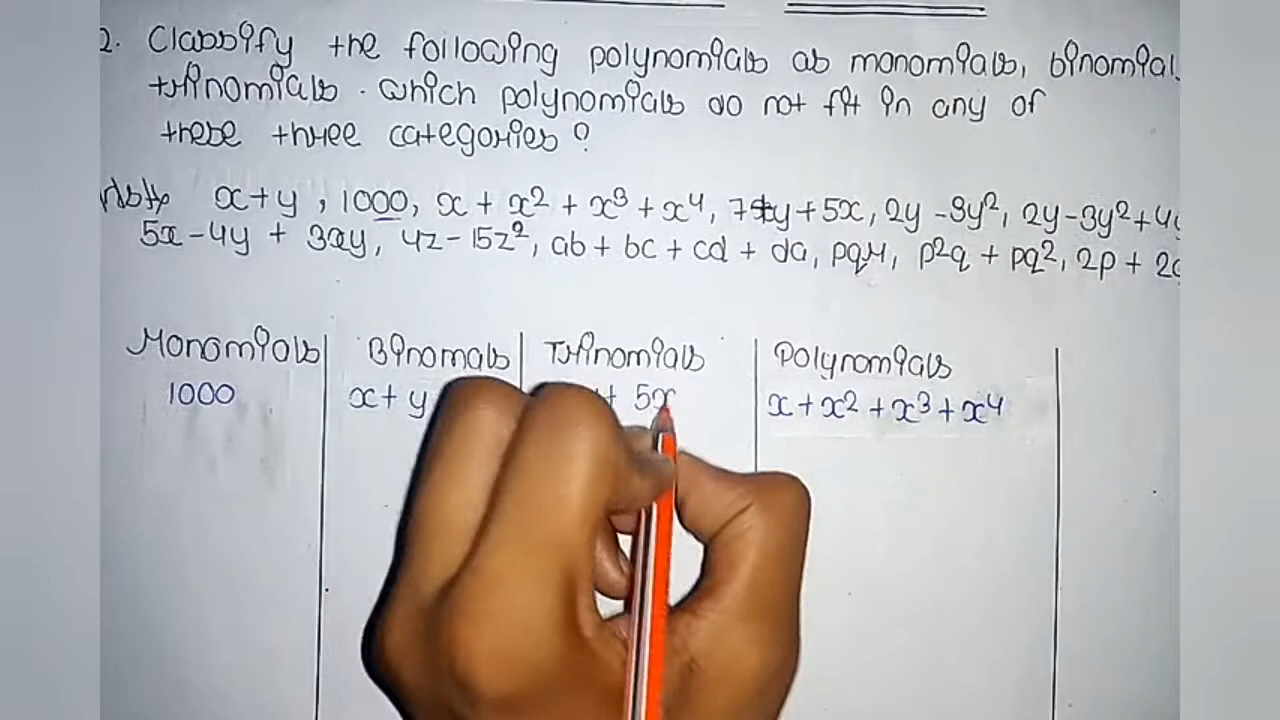 2. Classify the following polynomials as monomials, binomial
trinomials. which polynomials do not fit in any of
these three categories?
x + y, 1000, x + x² + x³ + x⁴, 7+y+5x, 2y - 3y², 2y - 3y² + 4y
5x - 4y + 3xy, 4z - 15z², ab + bc + cd + da, pqr, p²q + pq², 2p + 2q
Monomials Binomals Trinomials Polynomials
1000 x + y + 5x x + x² + x³ + x⁴